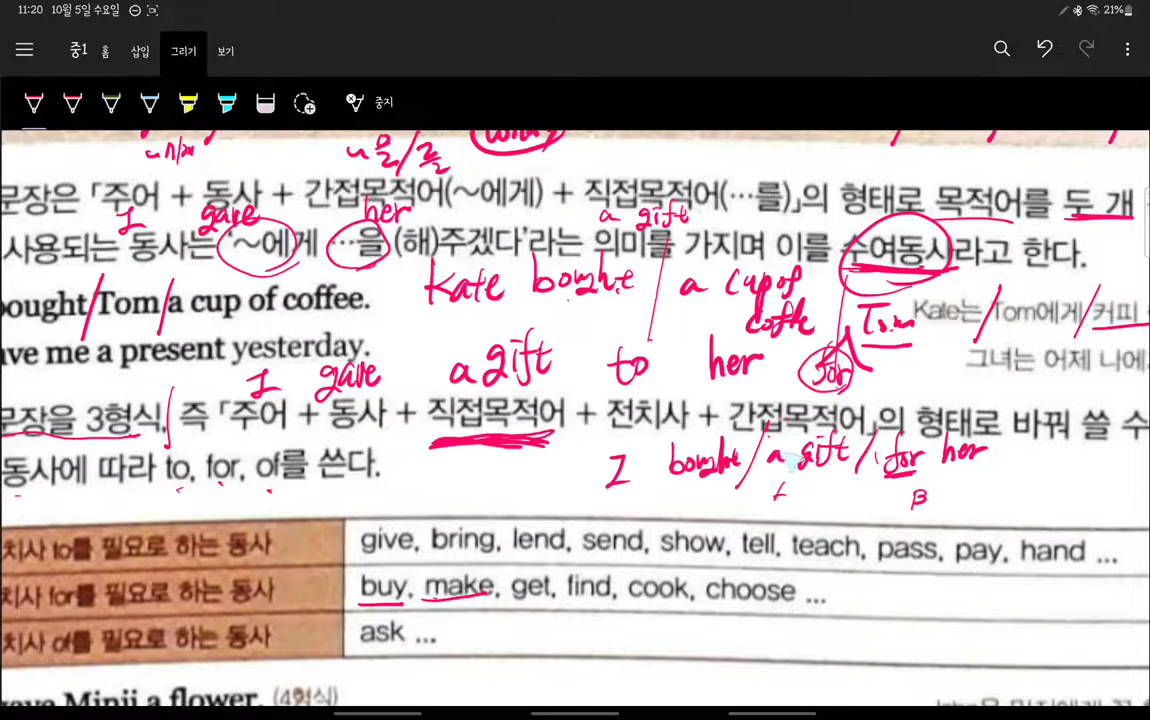 11:20 10월 5일 수요일 21%
중1 홈 삽입 그리기 보기
중지
문장은 「주어 + 동사 + 간접목적어(~에게) + 직접목적어(…를)」의 형태로 목적어를 두 개
I gave her a gift
사용되는 동사는 '~에게 …을 (해)주겠다'라는 의미를 가지며 이를 수여동사라고 한다.
Kate bought a cup of coffee for Tom
bought Tom a cup of coffee. Kate는 Tom에게 커피
ave me a present yesterday. 그녀는 어제 나에
I gave a gift to her
문장을 3형식, 즉 「주어 + 동사 + 직접목적어 + 전치사 + 간접목적어」의 형태로 바꿔 쓸 수
I bought a gift for her
동사에 따라 to, for, of를 쓴다.
치사 to를 필요로 하는 동사 give, bring, lend, send, show, tell, teach, pass, pay, hand ...
치사 for를 필요로 하는 동사 buy, make, get, find, cook, choose ...
치사 of를 필요로 하는 동사 ask ...
gave Minji a flower. (4형식)